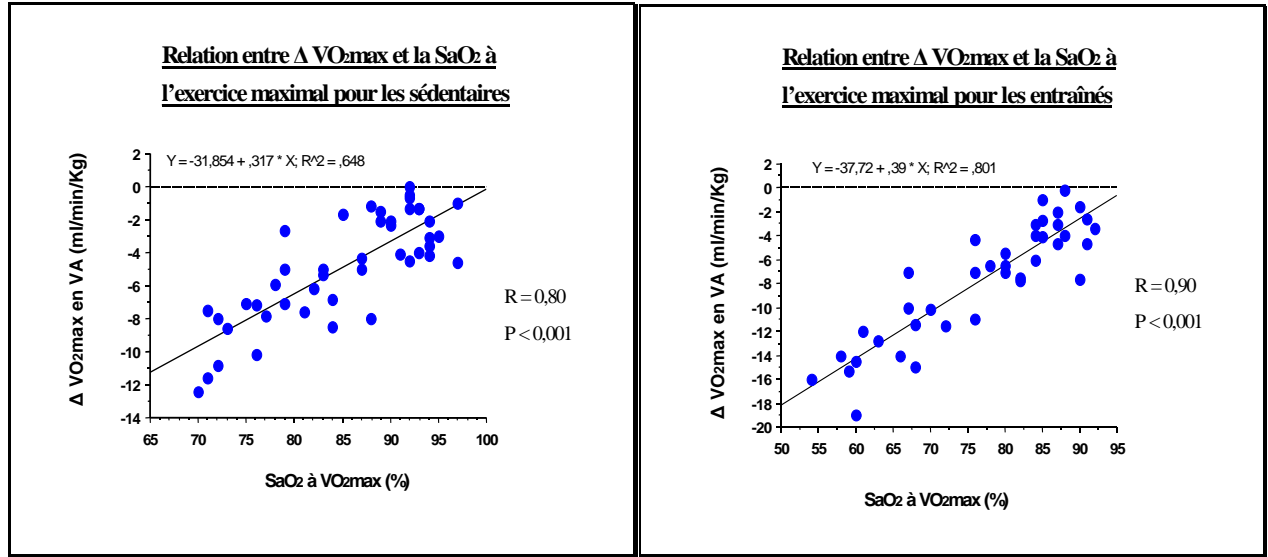 Relation entre Δ VO2max et la SaO2 à
l'exercice maximal pour les sédentaires
Y = -31,854 + ,317 * X; R^2 = ,648
Δ VO2max en VA (ml/min/Kg)
2
0
-2
-4
-6
-8
-10
-12
-14
65 70 75 80 85 90 95 100
SaO2 à VO2max (%)
R = 0,80
P < 0,001
Relation entre Δ VO2max et la SaO2 à
l'exercice maximal pour les entraînés
Y = -37,72 + ,39 * X; R^2 = ,801
Δ VO2max en VA (ml/min/Kg)
2
0
-2
-4
-6
-8
-10
-12
-14
-16
-18
-20
50 55 60 65 70 75 80 85 90 95
SaO2 à VO2max (%)
R = 0,90
P < 0,001